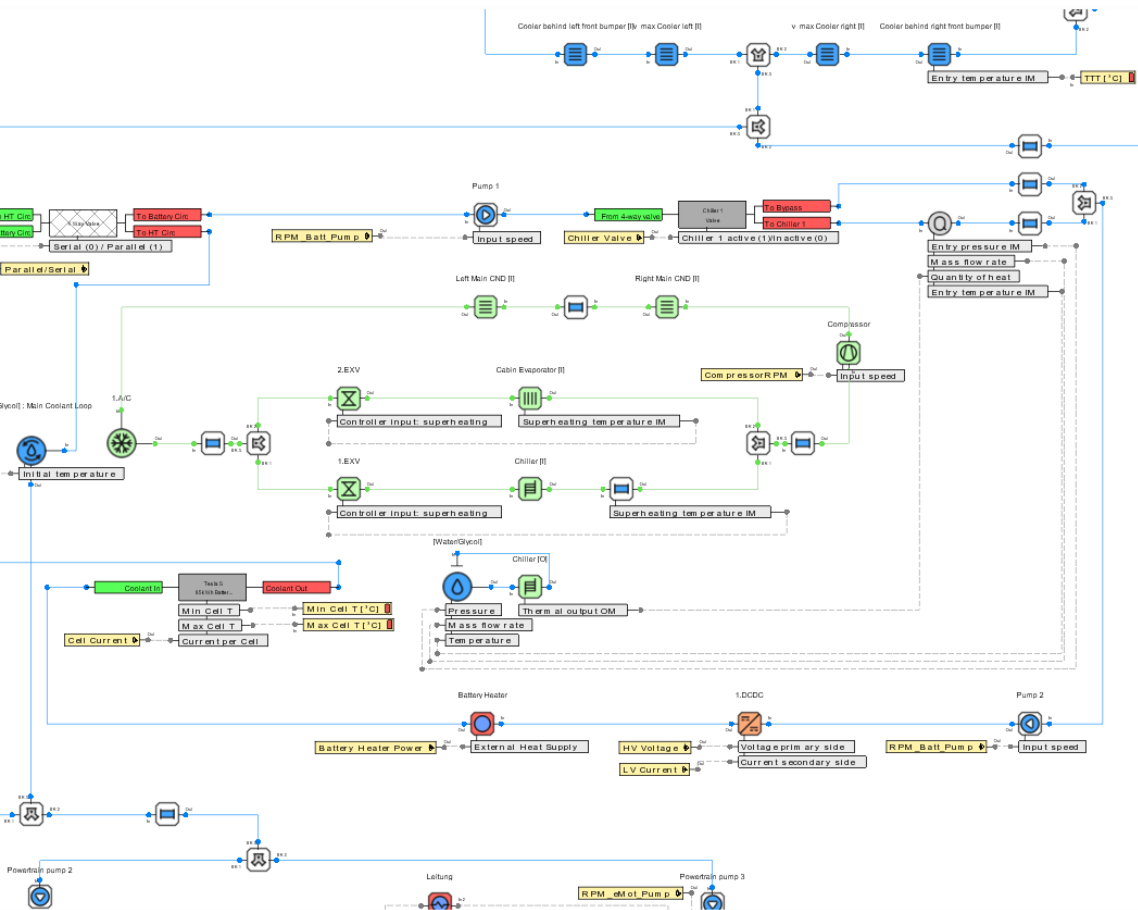 Cooler behind left front bumper [I]
v max Cooler left [I]
v max Cooler right [I]
Cooler behind right front bumper [I]
Entry temperature IM
TTT [°C]
Pump 1
To Battery Circ
To HT Circ
Serial (0) / Parallel (1)
Parallel/Serial
RPM_Batt_Pump
Input speed
From 4-way valve
Chiller 1
Valve
To Bypass
To Chiller 1
Chiller Valve
Chiller 1 active (1)/inactive (0)
Q
Entry pressure IM
Mass flow rate
Quantity of heat
Entry temperature IM
Left Main CND [I]
Right Main CND [I]
Compressor
CompressorRPM
Input speed
2.EXV
Cabin Evaporator [I]
Controller input: superheating
Superheating temperature IM
: Main Coolant Loop
1.A/C
Initial temperature
1.EXV
Chiller [I]
Controller input: superheating
Superheating temperature IM
[Water/Glycol]
Chiller [O]
Coolant In
Coolant Out
Min Cell T
Min Cell T [°C]
Max Cell T
Max Cell T [°C]
Cell Current
Current per Cell
Pressure
Thermal output OM
Mass flow rate
Temperature
Battery Heater
1.DCDC
Pump 2
Battery Heater Power
External Heat Supply
HV Voltage
Voltage primary side
LV Current
Current secondary side
RPM_Batt_Pump
Input speed
Powertrain pump 2
Leitung
Powertrain pump 3
RPM_eMot_Pump